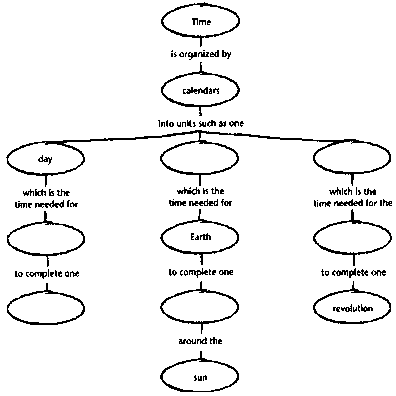 Time
is organized by
calendars
into units such as one
day
which is the
time needed for
to complete one
which is the
time needed for
Earth
to complete one
around the
sun
which is the
time needed for the
to complete one
revolution